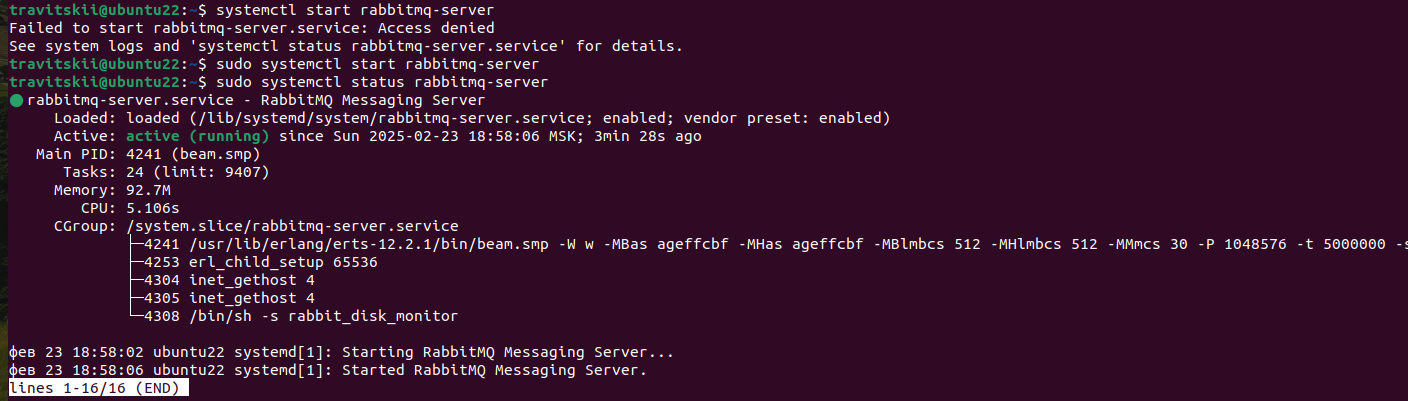 travitskii@ubuntu22:~$ systemctl start rabbitmq-server
Failed to start rabbitmq-server.service: Access denied
See system logs and 'systemctl status rabbitmq-server.service' for details.
travitskii@ubuntu22:~$ sudo systemctl start rabbitmq-server
travitskii@ubuntu22:~$ sudo systemctl status rabbitmq-server
● rabbitmq-server.service - RabbitMQ Messaging Server
     Loaded: loaded (/lib/systemd/system/rabbitmq-server.service; enabled; vendor preset: enabled)
     Active: active (running) since Sun 2025-02-23 18:58:06 MSK; 3min 28s ago
   Main PID: 4241 (beam.smp)
      Tasks: 24 (limit: 9407)
     Memory: 92.7M
        CPU: 5.106s
     CGroup: /system.slice/rabbitmq-server.service
             ├─4241 /usr/lib/erlang/erts-12.2.1/bin/beam.smp -W w -MBas ageffcbf -MHas ageffcbf -MBlmbcs 512 -MHlmbcs 512 -MMmcs 30 -P 1048576 -t 5000000 -s
             ├─4253 erl_child_setup 65536
             ├─4304 inet_gethost 4
             ├─4305 inet_gethost 4
             └─4308 /bin/sh -s rabbit_disk_monitor
фев 23 18:58:02 ubuntu22 systemd[1]: Starting RabbitMQ Messaging Server...
фев 23 18:58:06 ubuntu22 systemd[1]: Started RabbitMQ Messaging Server.
lines 1-16/16 (END)